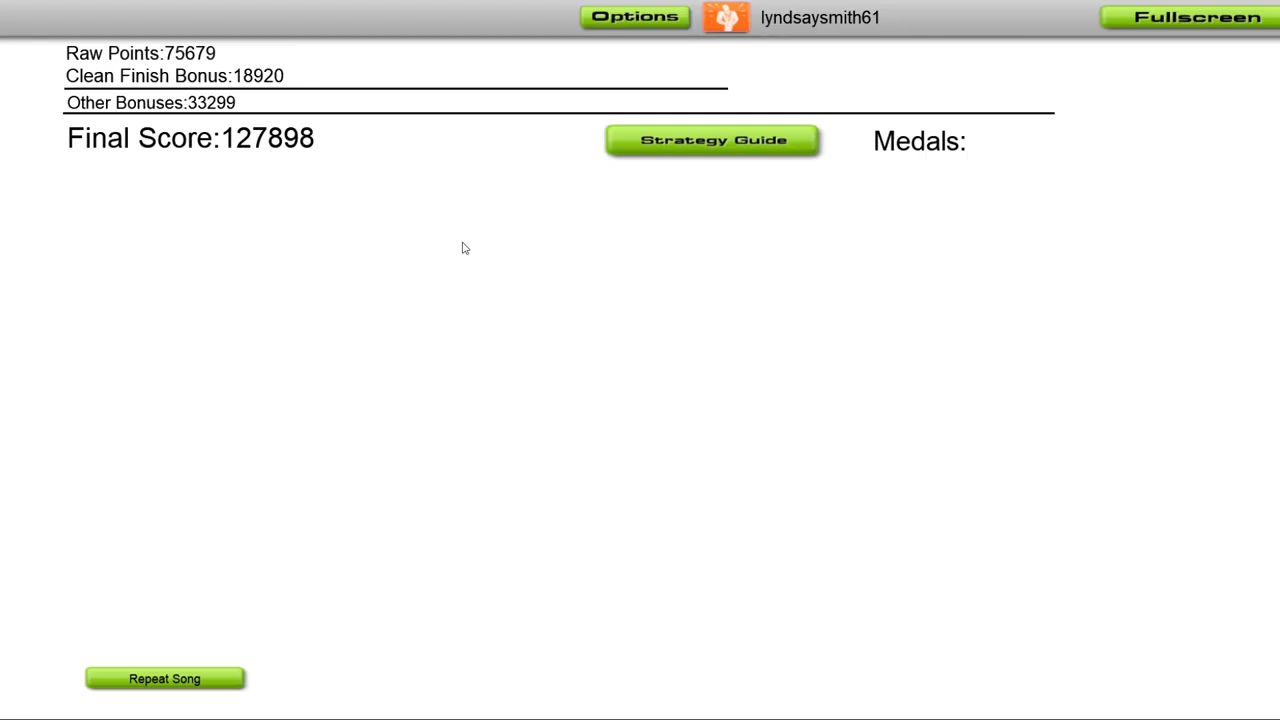 Options lyndsaysmith61 Fullscreen
Raw Points:75679
Clean Finish Bonus:18920
Other Bonuses:33299
Final Score:127898 Strategy Guide Medals:
Repeat Song